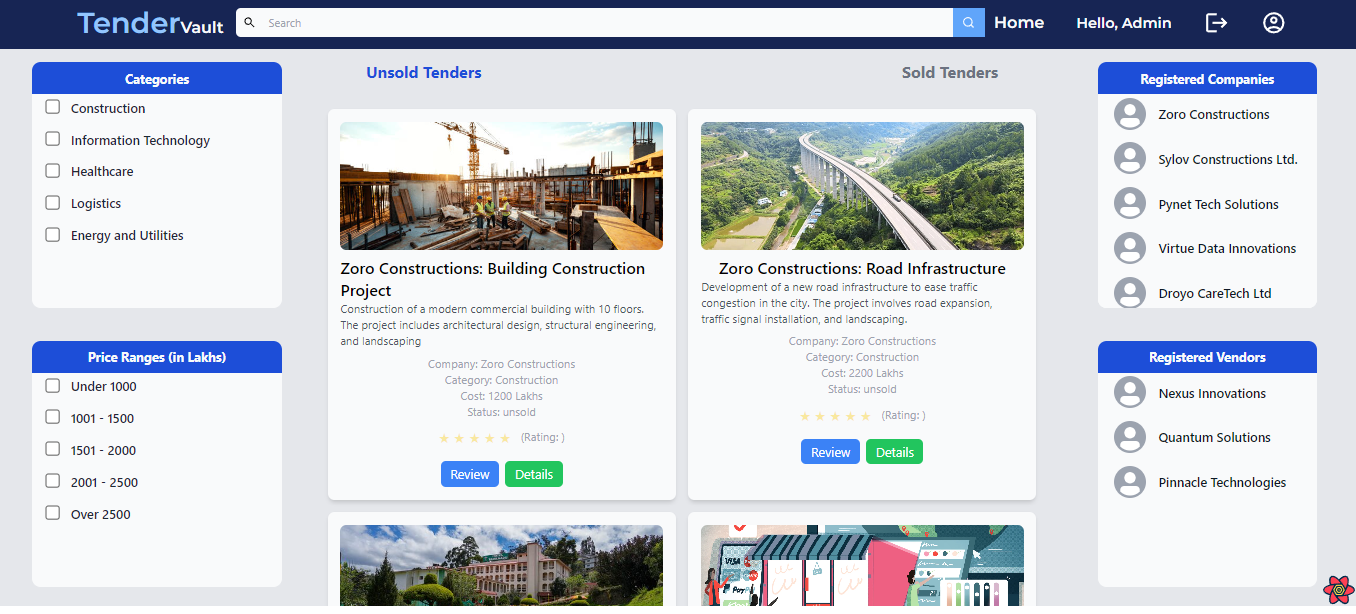 TenderVault
Search
Home
Hello, Admin
Categories
Construction
Information Technology
Healthcare
Logistics
Energy and Utilities
Price Ranges (in Lakhs)
Under 1000
1001 - 1500
1501 - 2000
2001 - 2500
Over 2500
Unsold Tenders
Sold Tenders
Zoro Constructions: Building Construction
Project
Construction of a modern commercial building with 10 floors.
The project includes architectural design, structural engineering,
and landscaping
Company: Zoro Constructions
Category: Construction
Cost: 1200 Lakhs
Status: unsold
(Rating: )
Review
Details
Zoro Constructions: Road Infrastructure
Development of a new road infrastructure to ease traffic
congestion in the city. The project involves road expansion,
traffic signal installation, and landscaping.
Company: Zoro Constructions
Category: Construction
Cost: 2200 Lakhs
Status: unsold
(Rating: )
Review
Details
VISA
PayP
Registered Companies
Zoro Constructions
Sylov Constructions Ltd.
Pynet Tech Solutions
Virtue Data Innovations
Droyo CareTech Ltd
Registered Vendors
Nexus Innovations
Quantum Solutions
Pinnacle Technologies